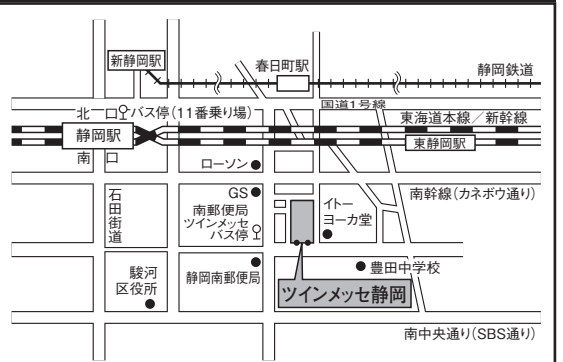 新静岡駅
春日町駅
静岡鉄道
国道1号線
北口
バス停(11番乗り場)
東海道本線/新幹線
静岡駅
東静岡駅
南口
ローソン
石田街道
GS
南郵便局
ツインメッセ
バス停
イトー
ヨーカ堂
南幹線(カネボウ通り)
駿河
区役所
静岡南郵便局
豊田中学校
ツインメッセ静岡
南中央通り(SBS通り)